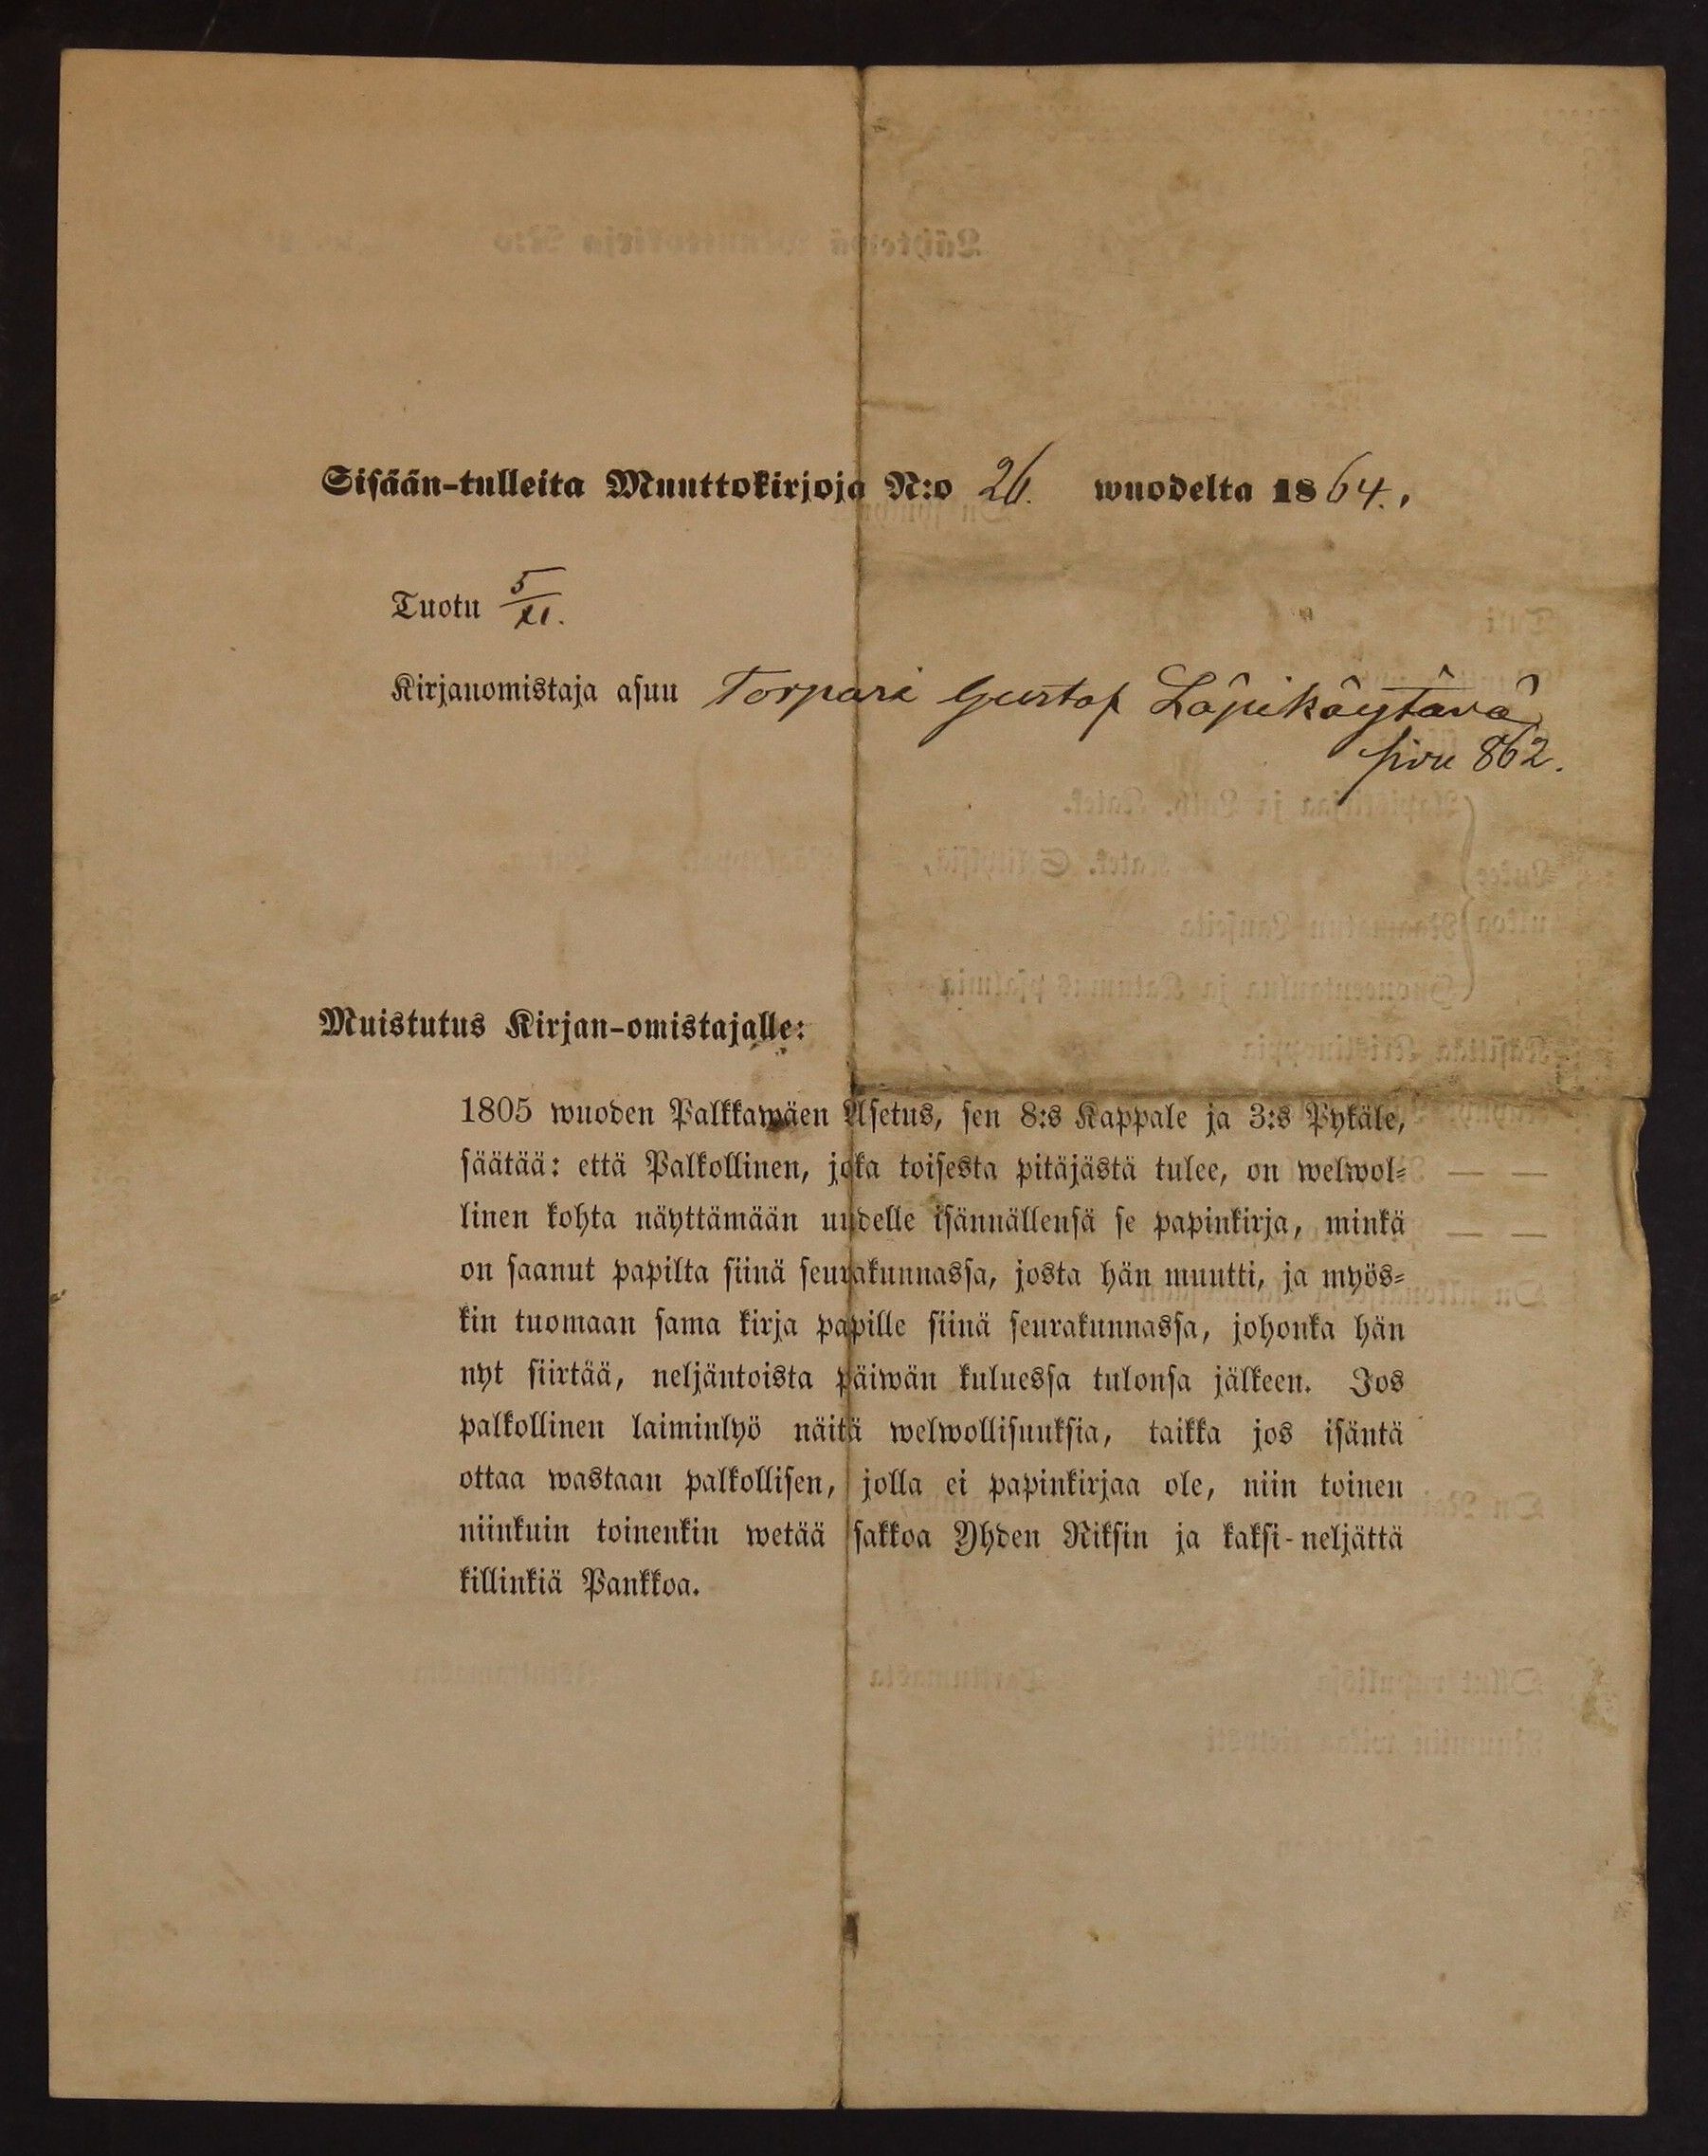 Sisään-tulleita Muuttokirjoja N:o 26. wuodelta 1864.,
Tuotu 5/XI.
Kirjanomistaja asuu Torpari Gustaf Läpikäytävä
sivu 862.
Muistutus Kirjan-omistajalle:
1805 wuoden Palkkawäen Asetus, sen 8:s Kappale ja 3:s Pykäle,
säätää: että Palkollinen, joka toisesta pitäjästä tulee, on welwol-
linen kohta näyttämään uudelle isännällensä se papinkirja, minkä
on saanut papilta siinä seurakunnassa, josta hän muutti, ja myös-
kin tuomaan sama kirja papille siinä seurakunnassa, johonka hän
nyt siirtää, neljäntoista päiwän kuluessa tulonsa jälkeen. Jos
palkollinen laiminlyö näitä welwollisuuksia, taikka jos isäntä
ottaa wastaan palkollisen, jolla ei papinkirjaa ole, niin toinen
niinkuin toinenkin wetää sakkoa Yhden Riksin ja kaksi-neljättä
killinkiä Pankkoa.